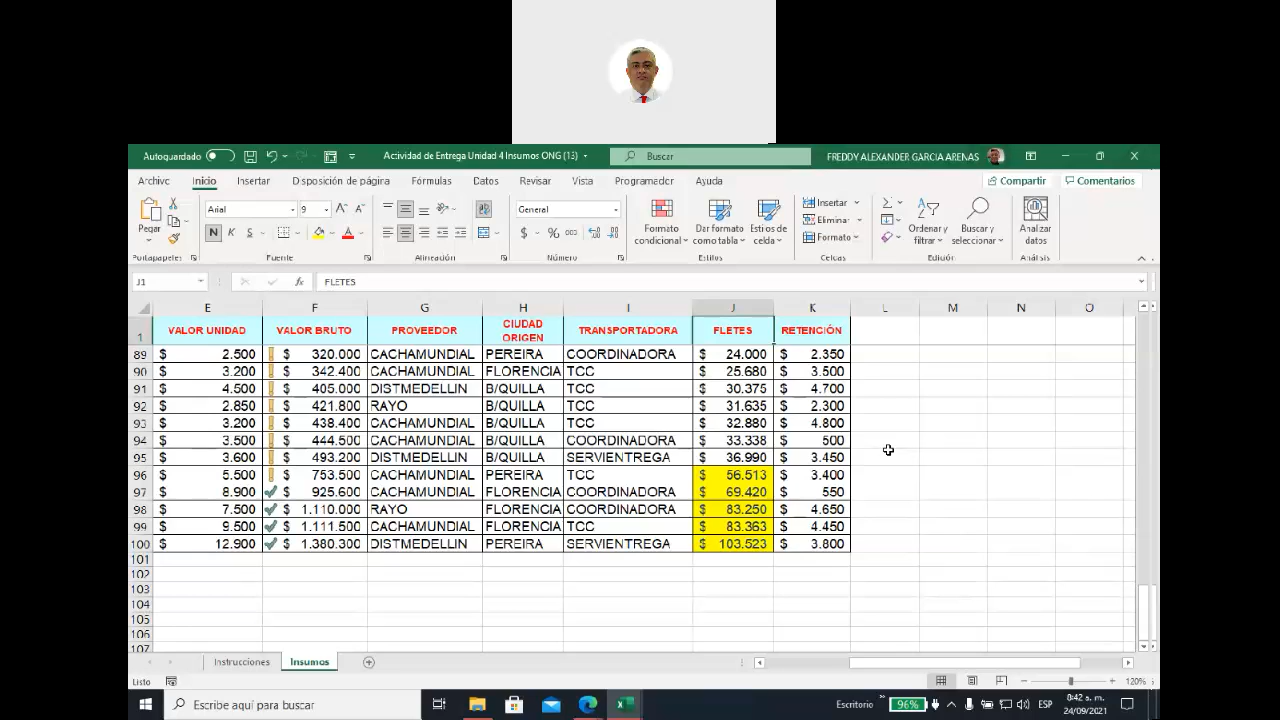 Autoguardado
Actividad de Entrega Unidad 4 Insumos ONG (13)
Buscar
FREDDY ALEXANDER GARCIA ARENAS
Archivo Inicio Insertar Disposición de página Fórmulas Datos Revisar Vista Programador Ayuda Compartir Comentarios
Pegar
Arial 9
General
N K S
$ % 000
Formato condicional
Dar formato como tabla
Estilos de celda
Insertar
Eliminar
Formato
Ordenar y filtrar
Buscar y seleccionar
Analizar datos
Portapapeles Fuente Alineación Número Estilos Celdas Edición Análisis
J1 fx FLETES
E F G H I J K L M N O
1 VALOR UNIDAD VALOR BRUTO PROVEEDOR CIUDAD ORIGEN TRANSPORTADORA FLETES RETENCIÓN
89 $ 2.500 $ 320.000 CACHAMUNDIAL PEREIRA COORDINADORA $ 24.000 $ 2.350
90 $ 3.200 $ 342.400 CACHAMUNDIAL FLORENCIA TCC $ 25.680 $ 3.500
91 $ 4.500 $ 405.000 DISTMEDELLIN B/QUILLA TCC $ 30.375 $ 4.700
92 $ 2.850 $ 421.800 RAYO B/QUILLA TCC $ 31.635 $ 2.300
93 $ 3.200 $ 438.400 CACHAMUNDIAL B/QUILLA TCC $ 32.880 $ 4.800
94 $ 3.500 $ 444.500 CACHAMUNDIAL B/QUILLA COORDINADORA $ 33.338 $ 500
95 $ 3.600 $ 493.200 DISTMEDELLIN B/QUILLA SERVIENTREGA $ 36.990 $ 3.450
96 $ 5.500 $ 753.500 CACHAMUNDIAL PEREIRA TCC $ 56.513 $ 3.400
97 $ 8.900 $ 925.600 CACHAMUNDIAL FLORENCIA COORDINADORA $ 69.420 $ 550
98 $ 7.500 $ 1.110.000 RAYO FLORENCIA COORDINADORA $ 83.250 $ 4.650
99 $ 9.500 $ 1.111.500 CACHAMUNDIAL FLORENCIA TCC $ 83.363 $ 4.450
100 $ 12.900 $ 1.380.300 DISTMEDELLIN PEREIRA SERVIENTREGA $ 103.523 $ 3.800
101
102
103
104
105
106
107
Instrucciones Insumos
Listo
120%
Escribe aquí para buscar
Escritorio
96%
ESP
8:42 a. m.
24/09/2021